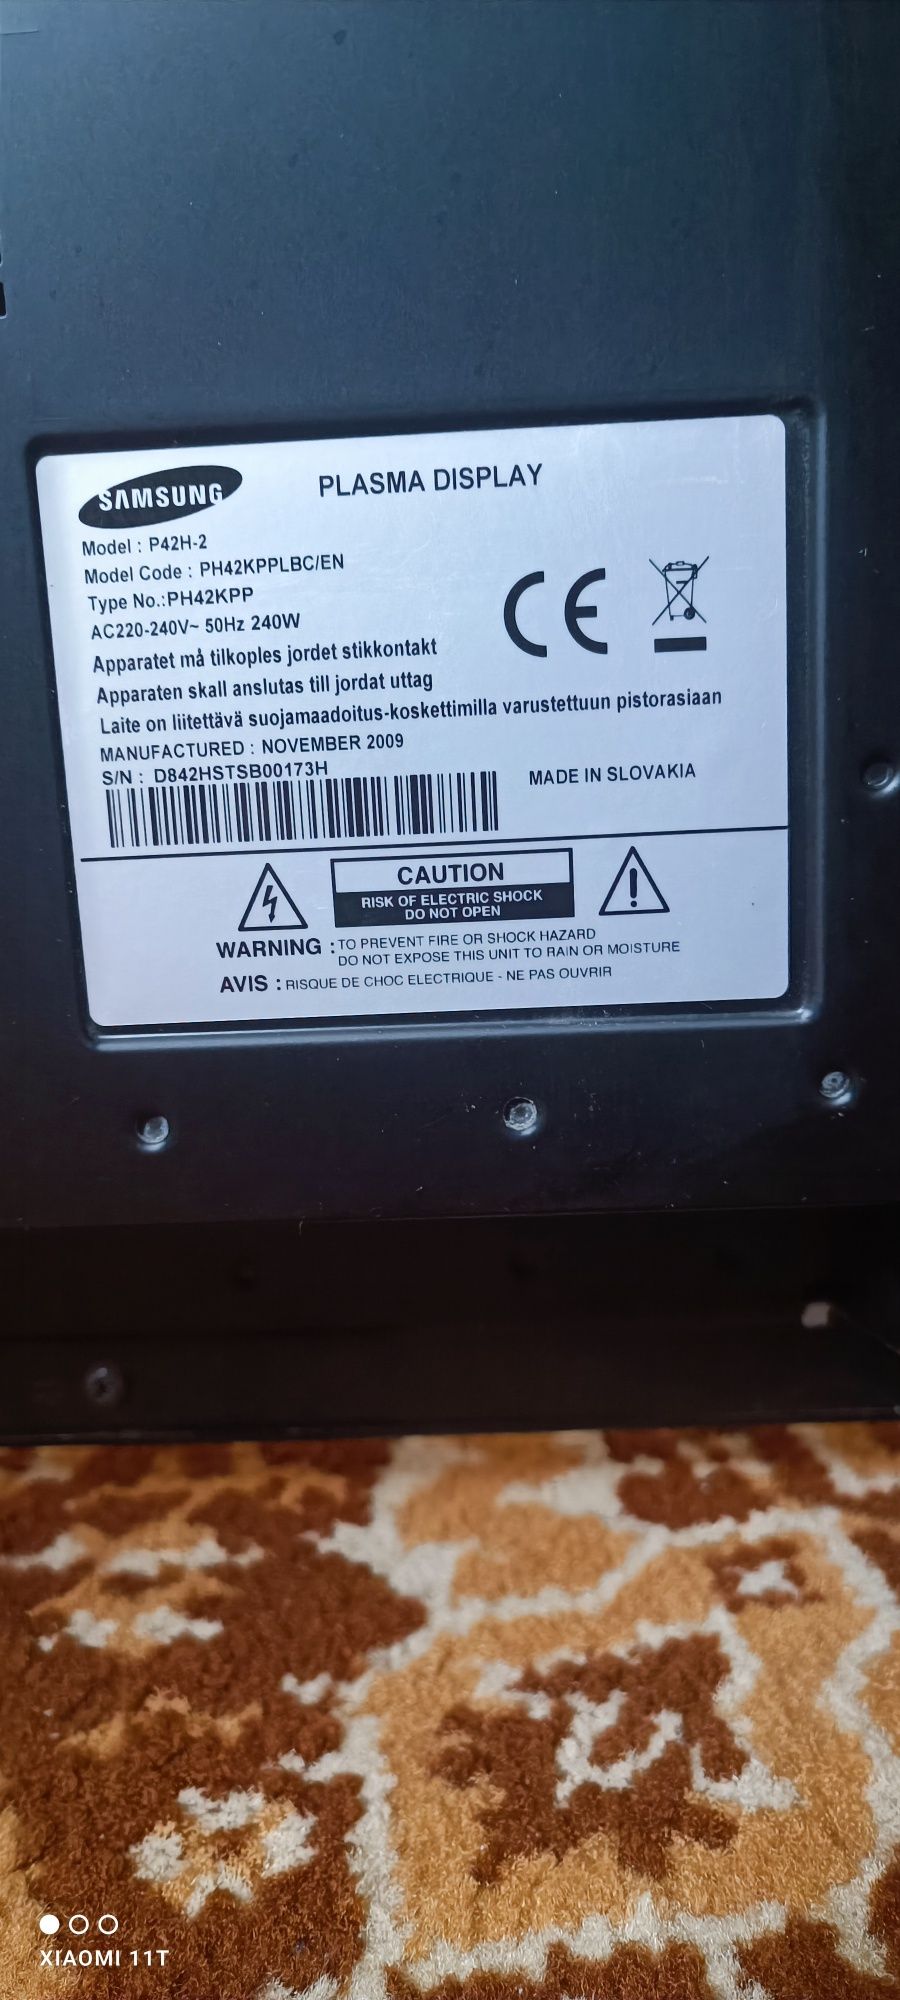 SAMSUNG
PLASMA DISPLAY
Model : P42H-2
Model Code : PH42KPPLBC/EN
Type No.:PH42KPP
AC220-240V~ 50Hz 240W
Apparatet må tilkoples jordet stikkontakt
Apparaten skall anslutas till jordat uttag
Laite on liitettävä suojamaadoitus-koskettimilla varustettuun pistorasiaan
MANUFACTURED : NOVEMBER 2009
S/N : D842HSTSB00173H
MADE IN SLOVAKIA
CE
CAUTION
RISK OF ELECTRIC SHOCK
DO NOT OPEN
WARNING : TO PREVENT FIRE OR SHOCK HAZARD
DO NOT EXPOSE THIS UNIT TO RAIN OR MOISTURE
AVIS : RISQUE DE CHOC ELECTRIQUE - NE PAS OUVRIR
XIAOMI 11T